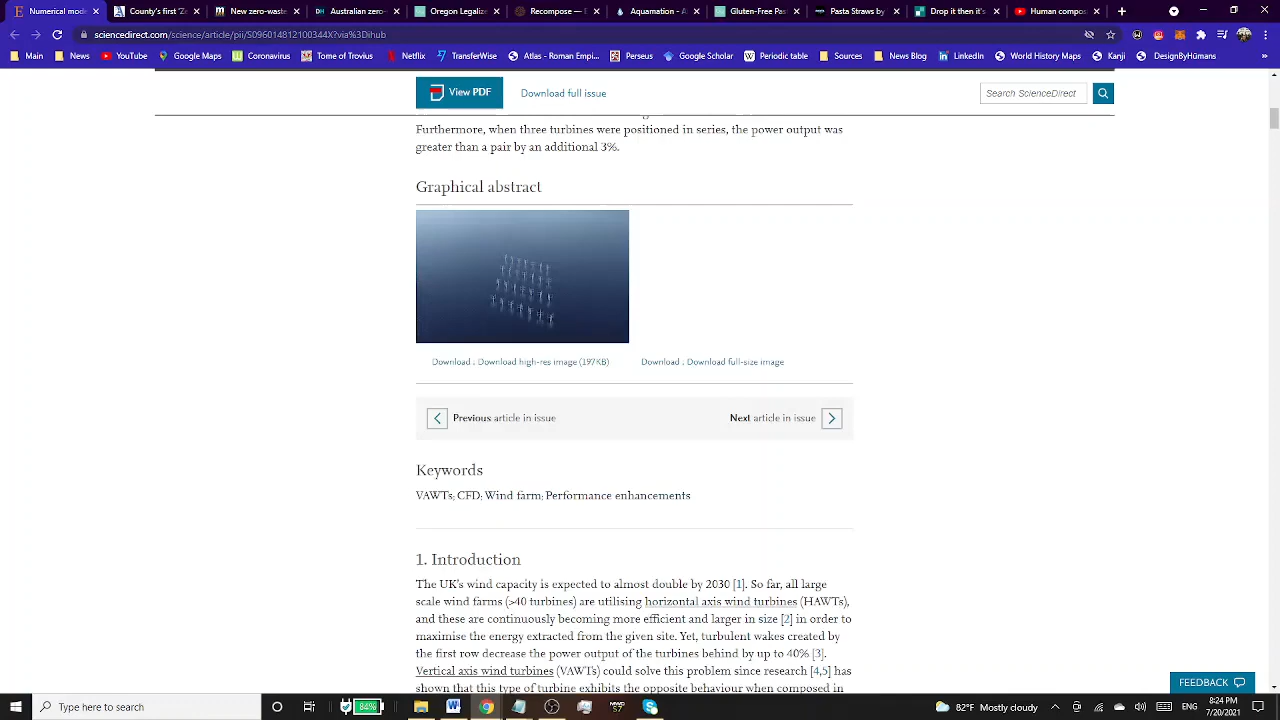 Numerical moc
County's first 'Z
New zero-waste
Australian zero-
Oregon Legalize
Recompose —
Aquamation - A
Gluten-Free Pas
Pasta Straws by
Drop it then it's
Human compos
sciencedirect.com/science/article/pii/S096014812100344X?via%3Dihub
Main
News
YouTube
Google Maps
Coronavirus
Tome of Trovius
Netflix
TransferWise
Atlas - Roman Empi...
Perseus
Google Scholar
Periodic table
Quora
News Blog
LinkedIn
World History Maps
Kanji
DesignByHumans
View PDF
Download full issue
Search ScienceDirect
Furthermore, when three turbines were positioned in series, the power output was
greater than a pair by an additional 3%.
Graphical abstract
Download : Download high-res image (197KB)
Download : Download full-size image
Previous article in issue
Next article in issue
Keywords
VAWTs; CFD; Wind farm; Performance enhancements
1. Introduction
The UK's wind capacity is expected to almost double by 2030 [1]. So far, all large
scale wind farms (>40 turbines) are utilising horizontal axis wind turbines (HAWTs),
and these are continuously becoming more efficient and larger in size [2] in order to
maximise the energy extracted from the given site. Yet, turbulent wakes created by
the first row decrease the power output of the turbines behind by up to 40% [3].
Vertical axis wind turbines (VAWTs) could solve this problem since research [4,5] has
shown that this type of turbine exhibits the opposite behaviour when composed in
FEEDBACK
Type here to search
84%
82°F Mostly cloudy
ENG
8:24 PM
7/20/2021